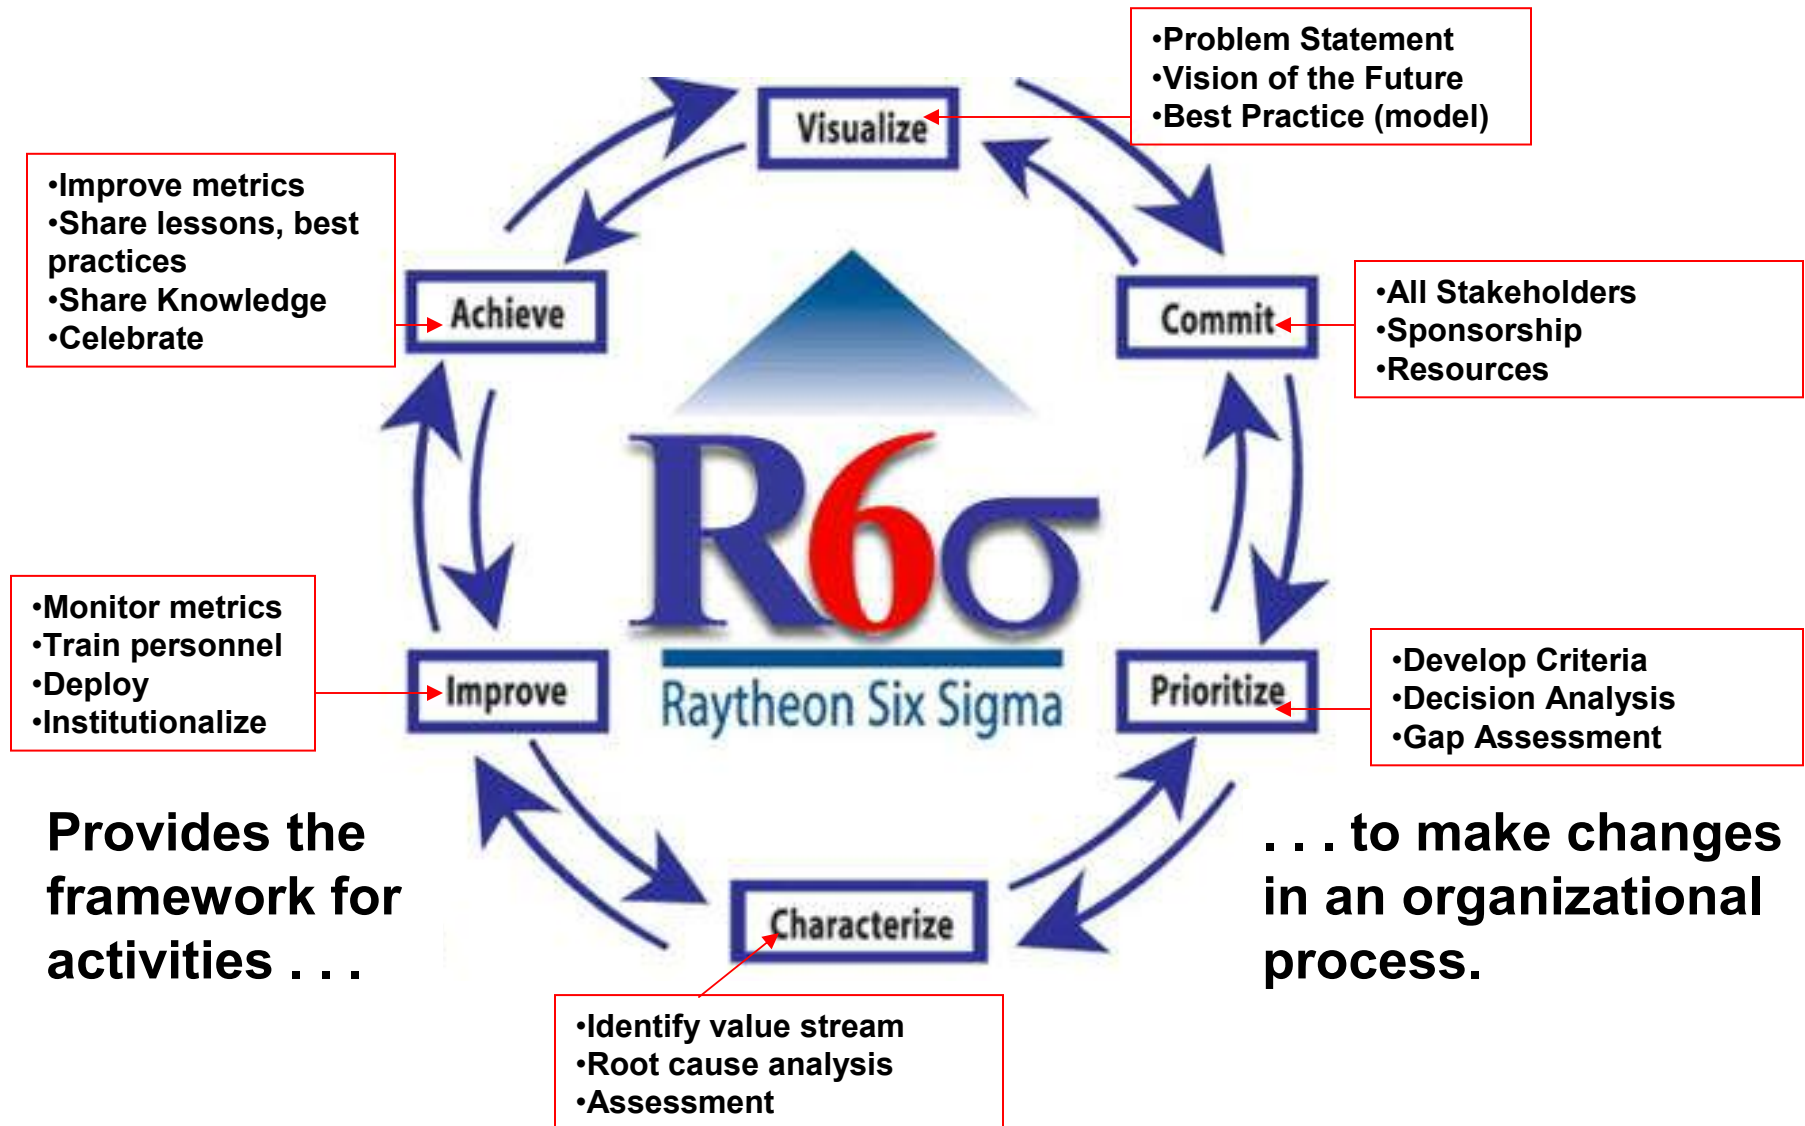 •Problem Statement
•Vision of the Future
•Best Practice (model)
Visualize
•Improve metrics
•Share lessons, best
practices
•Share Knowledge
•Celebrate
Achieve
Commit
•All Stakeholders
•Sponsorship
•Resources
R6σ
Raytheon Six Sigma
•Monitor metrics
•Train personnel
•Deploy
•Institutionalize
Improve
Prioritize
•Develop Criteria
•Decision Analysis
•Gap Assessment
Provides the
framework for
activities . . .
. . . to make changes
in an organizational
process.
Characterize
•Identify value stream
•Root cause analysis
•Assessment